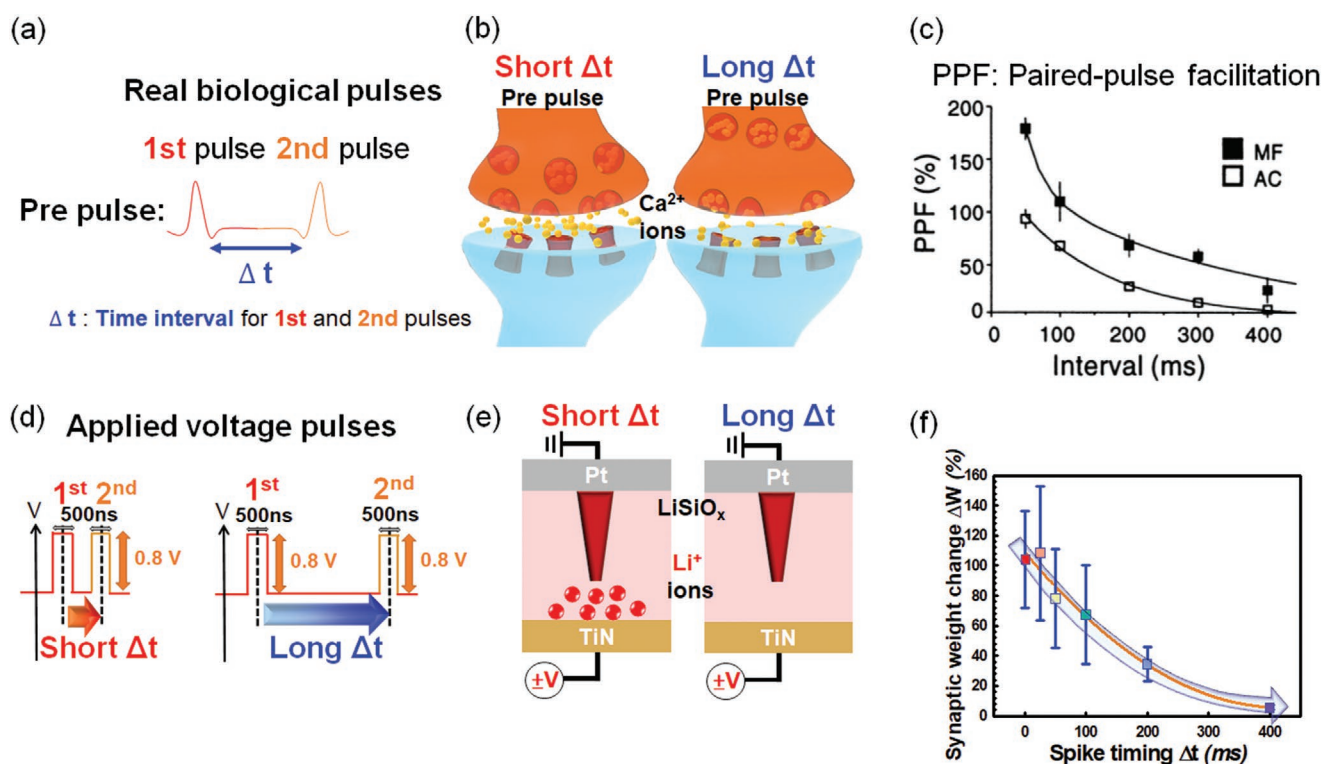 (a)
Real biological pulses
1st pulse 2nd pulse
Pre pulse:
Δ t
Δ t : Time interval for 1st and 2nd pulses
(b)
Short Δt
Long Δt
Pre pulse
Pre pulse
Ca2+
ions
(c)
PPF: Paired-pulse facilitation
200
150
100
50
0
PPF (%)
MF
AC
0
100
200
300
400
Interval (ms)
(d)
Applied voltage pulses
V
1st 2nd
500ns
0.8 V
Short Δt
V
1st
2nd
500ns
500ns
0.8 V
0.8 V
Long Δt
(e)
Short Δt
Long Δt
Pt
Pt
LiSiOx
Li+
ions
TiN
TiN
±V
±V
(f)
Synaptic weight change ΔW (%)
160
140
120
100
80
60
40
20
0
0
100
200
300
400
Spike timing Δt (ms)